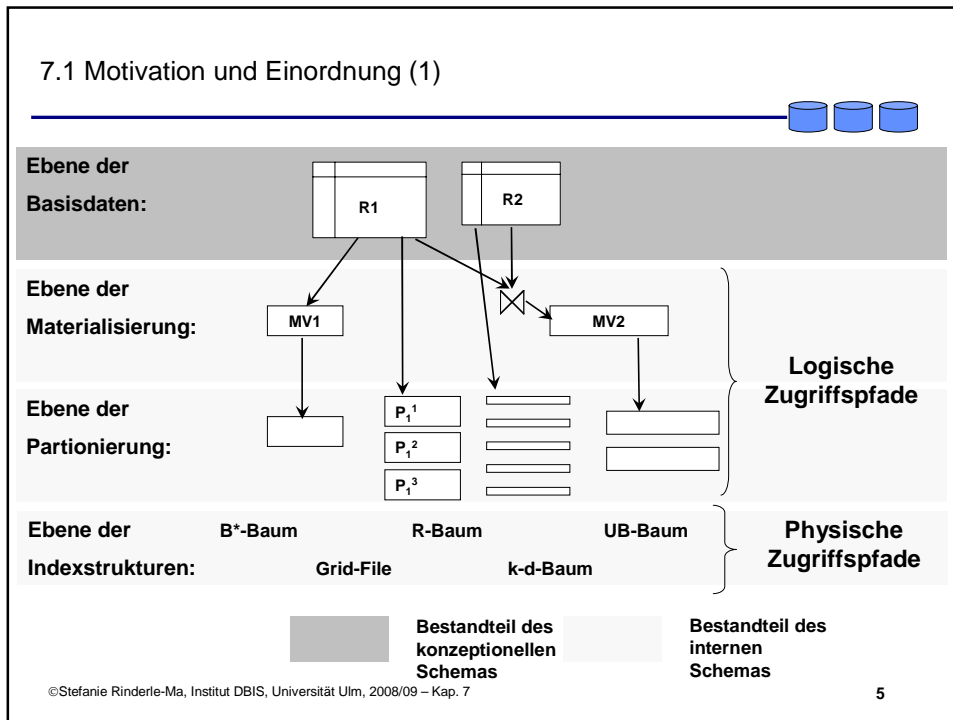 7.1 Motivation und Einordnung (1)
Ebene der
Basisdaten:
R1
R2
Ebene der
Materialisierung:
MV1
MV2
Logische
Zugriffspfade
Ebene der
Partionierung:
P₁¹
P₁²
P₁³
Ebene der
Indexstrukturen:
B*-Baum R-Baum UB-Baum
Grid-File k-d-Baum
Physische
Zugriffspfade
Bestandteil des
konzeptionellen
Schemas
Bestandteil des
internen
Schemas
©Stefanie Rinderle-Ma, Institut DBIS, Universität Ulm, 2008/09 – Kap. 7
5